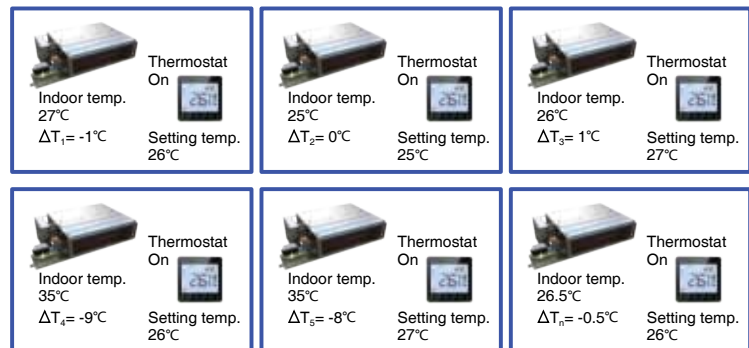 Thermostat
On
Indoor temp.
27℃
ΔT₁= -1℃
Setting temp.
26℃
Thermostat
On
Indoor temp.
25℃
ΔT₂= 0℃
Setting temp.
25℃
Thermostat
On
Indoor temp.
26℃
ΔT₃= 1℃
Setting temp.
27℃
Thermostat
On
Indoor temp.
35℃
ΔT₄= -9℃
Setting temp.
26℃
Thermostat
On
Indoor temp.
35℃
ΔT₅= -8℃
Setting temp.
27℃
Thermostat
On
Indoor temp.
26.5℃
ΔTₙ= -0.5℃
Setting temp.
26℃